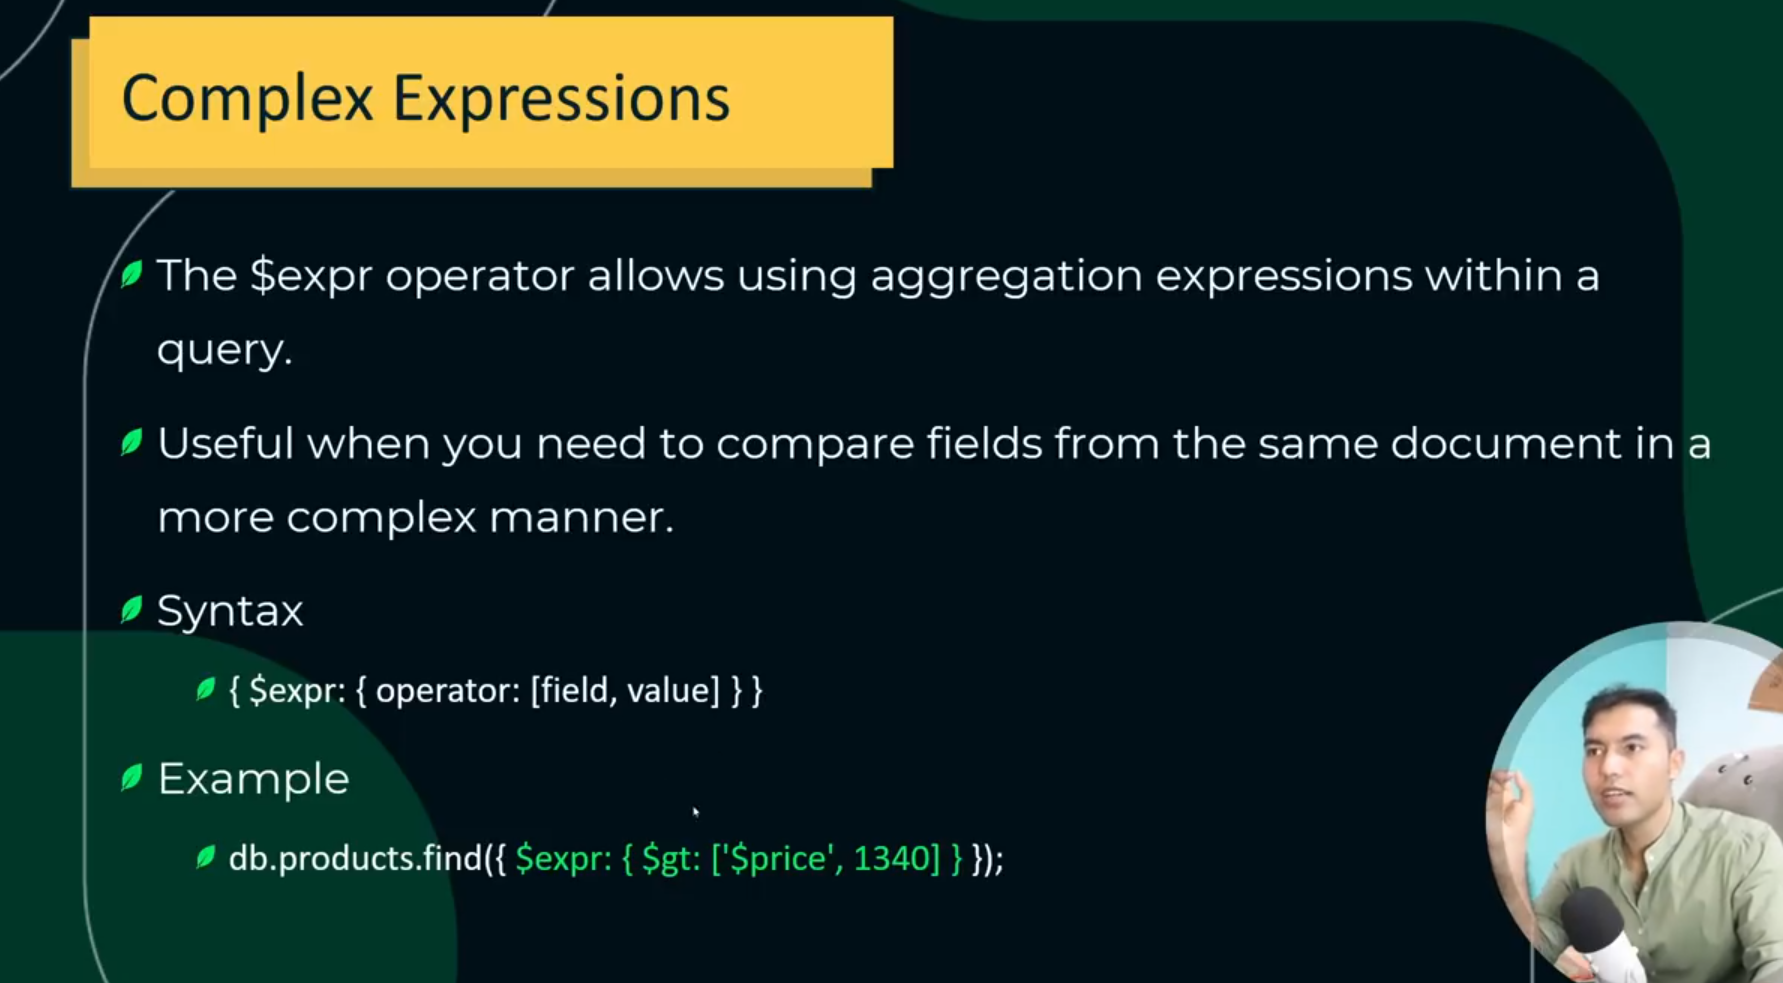 Complex Expressions
The $expr operator allows using aggregation expressions within a
query.
Useful when you need to compare fields from the same document in a
more complex manner.
Syntax
{ $expr: { operator: [field, value] } }
Example
db.products.find({ $expr: { $gt: ['$price', 1340] } });